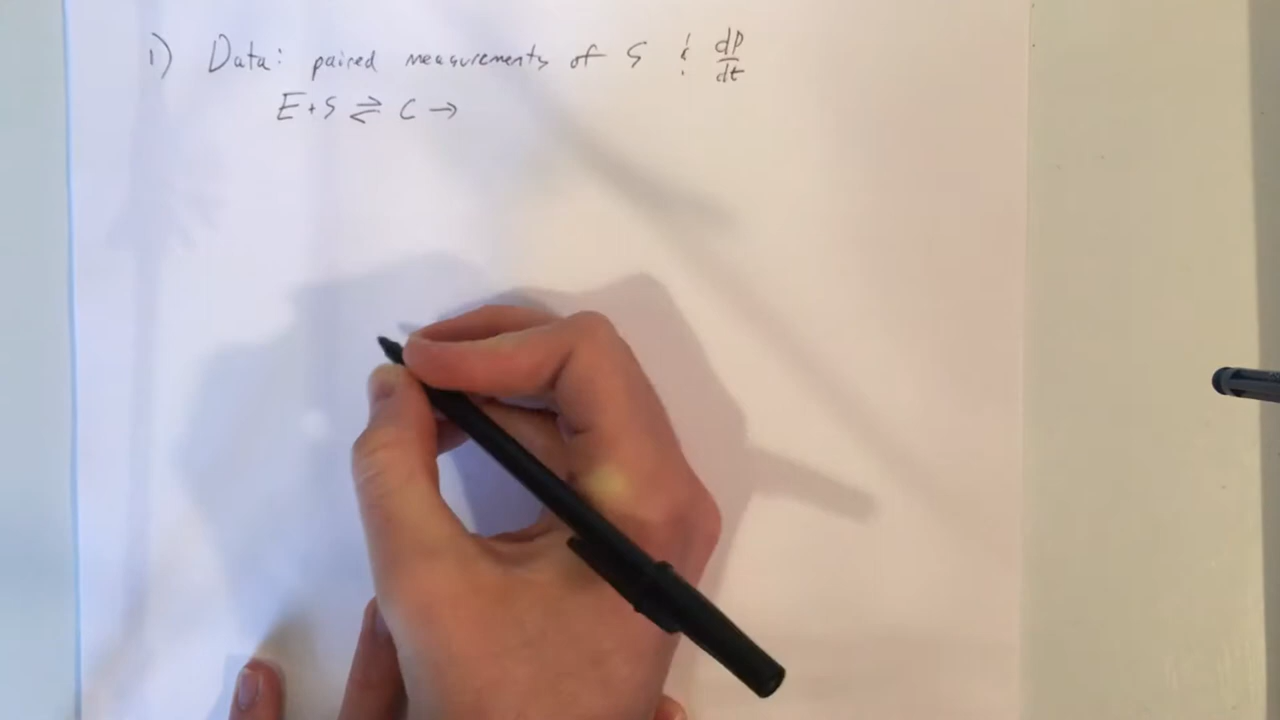 1) Data: paired measurements of S & dP/dt
E+S ⇌ C →